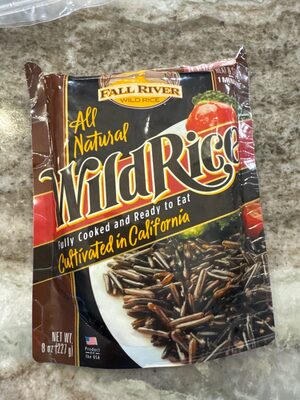 FALL RIVER
WILD RICE
All
Natural
Wild Rice
Fully Cooked and Ready to Eat
Cultivated in California
NET WT.
8 oz (227g)
Product
of
the USA